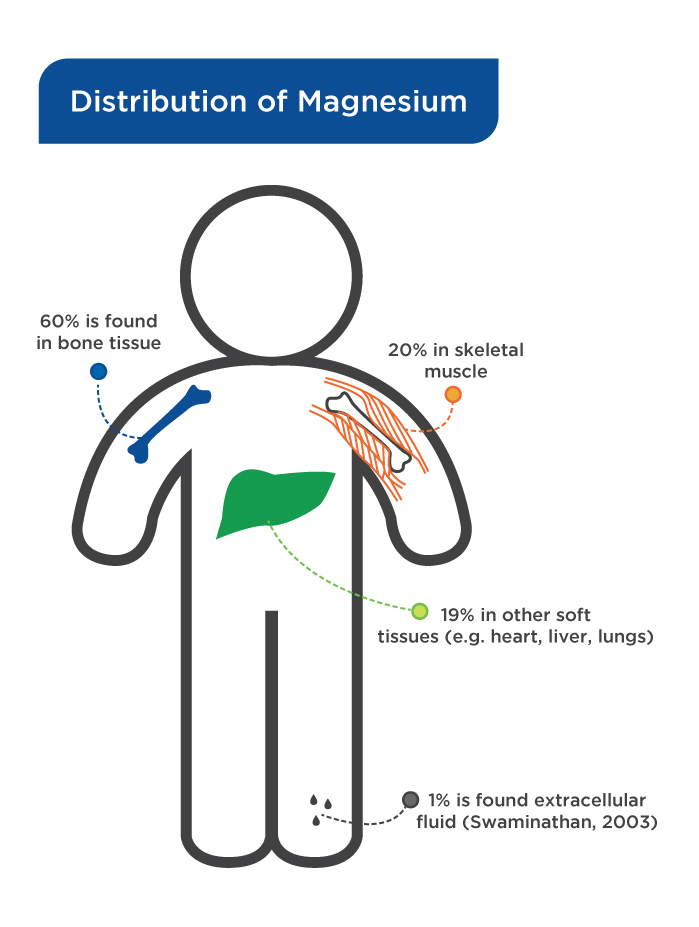 Distribution of Magnesium
60% is found
in bone tissue
20% in skeletal
muscle
19% in other soft
tissues (e.g. heart, liver, lungs)
1% is found extracellular
fluid (Swaminathan, 2003)